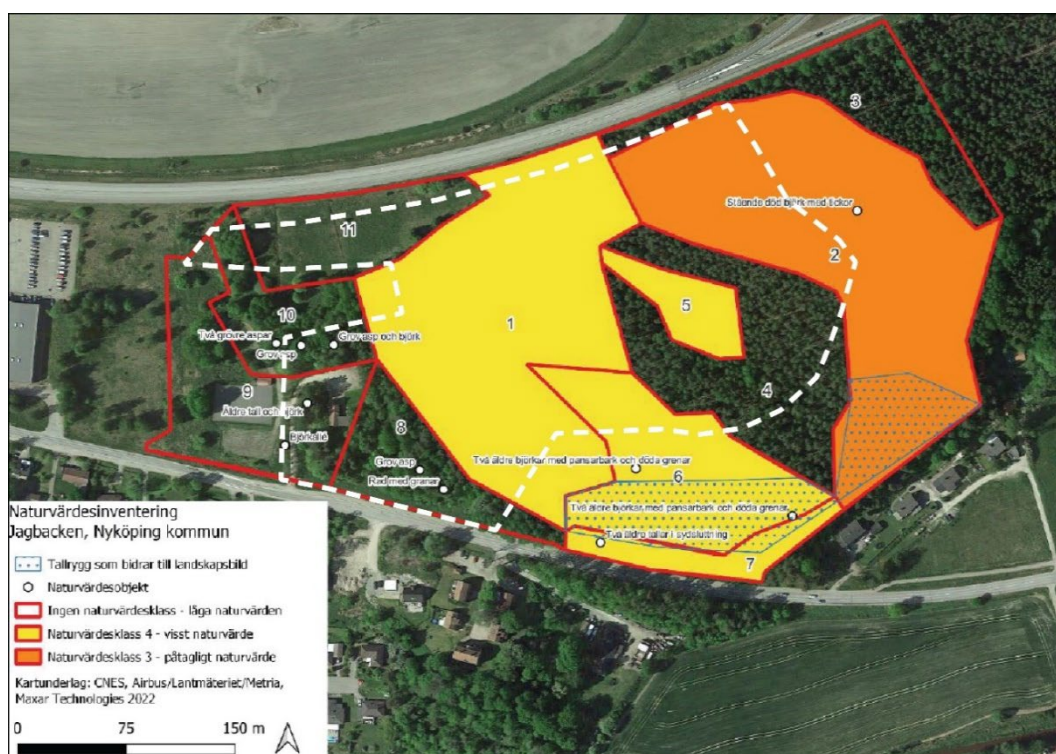 3
Stående död björk med tickor
2
11
5
1
10
Två grövre aspar
Grov asp
Grov asp och björk
4
9
Äldre tall och björk
8
Björkallé
Grov asp
Rad med granar
Två äldre björkar med pansarbark och döda grenar
6
Två äldre björkar med pansarbark och döda grenar
Två äldre tallar i sydsluttning
7
Naturvärdesinventering
Jagbacken, Nyköping kommun
Tallrygg som bidrar till landskapsbild
Naturvärdesobjekt
Ingen naturvärdesklass - låga naturvärden
Naturvärdesklass 4 - visst naturvärde
Naturvärdesklass 3 - påtagligt naturvärde
Kartunderlag: CNES, Airbus/Lantmäteriet/Metria,
Maxar Technologies 2022
0 75 150 m